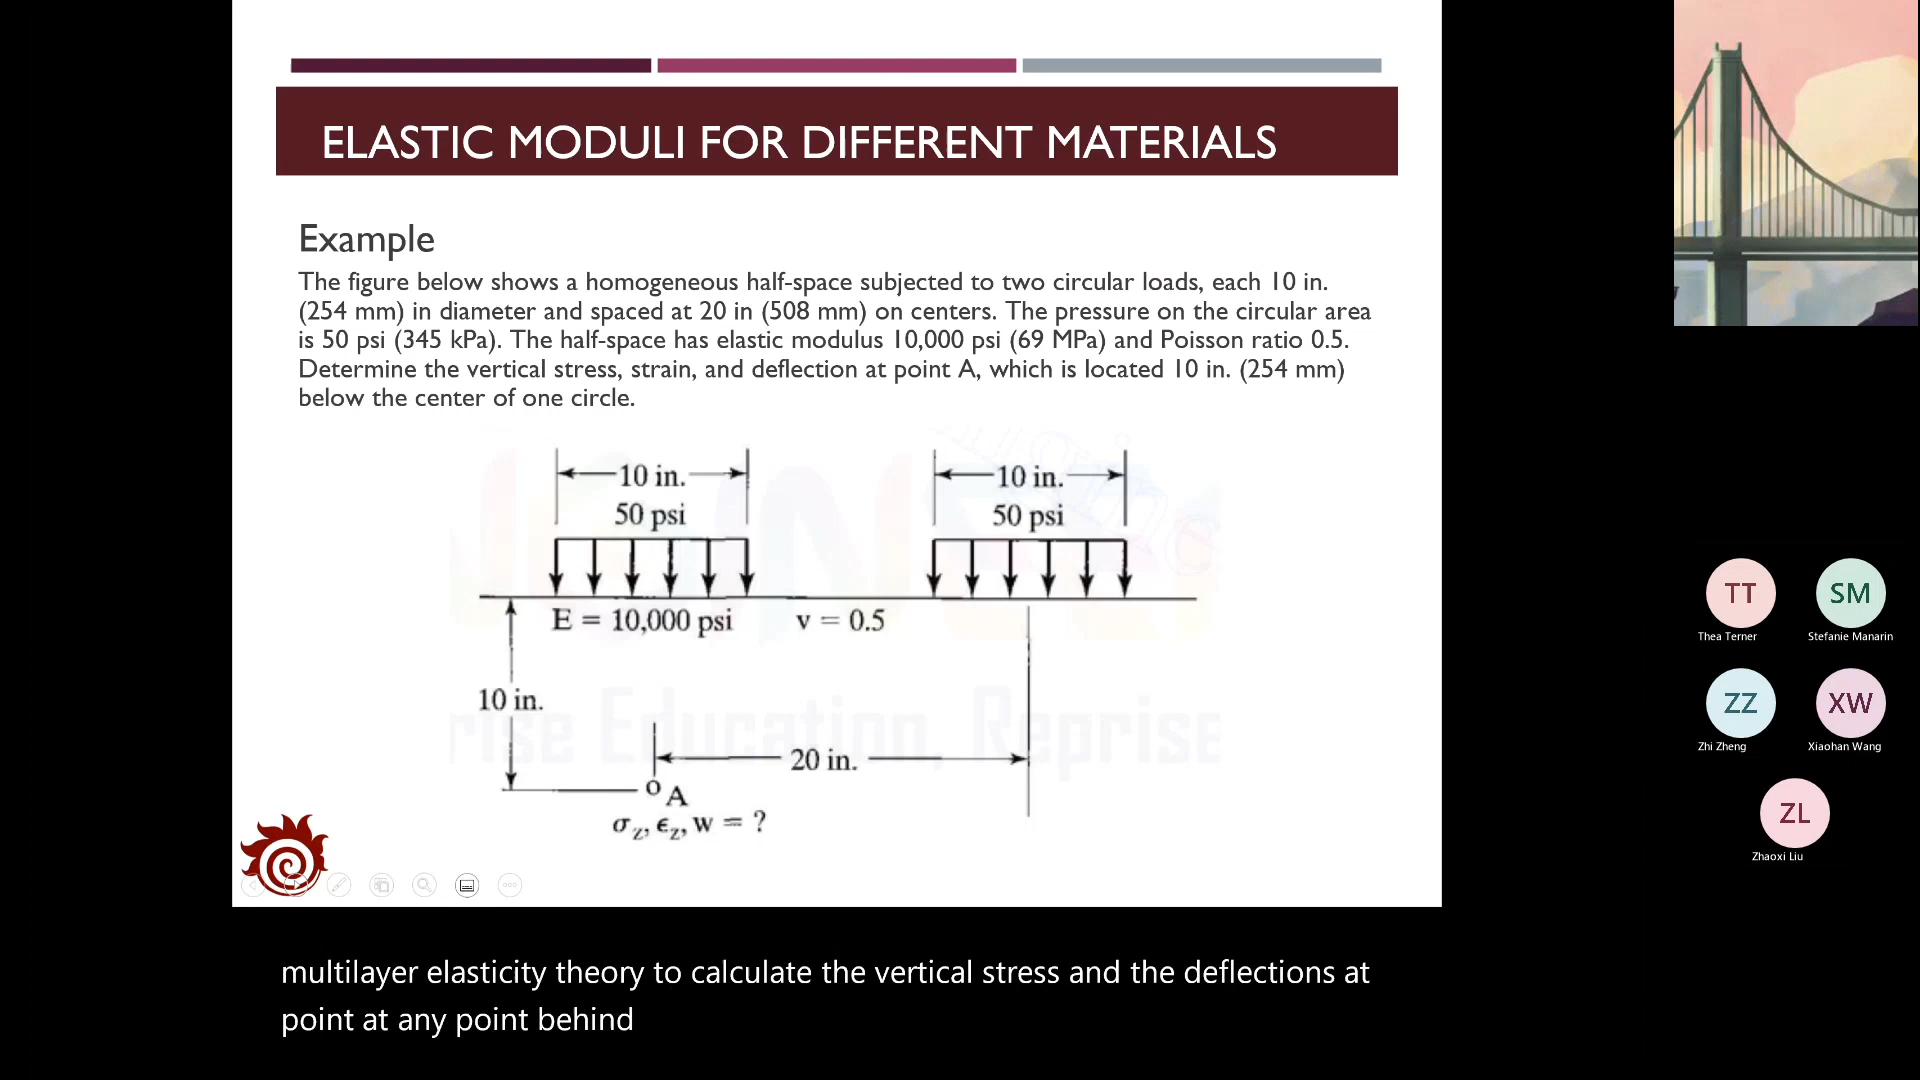 ELASTIC MODULI FOR DIFFERENT MATERIALS
Example
The figure below shows a homogeneous half-space subjected to two circular loads, each 10 in.
(254 mm) in diameter and spaced at 20 in (508 mm) on centers. The pressure on the circular area
is 50 psi (345 kPa). The half-space has elastic modulus 10,000 psi (69 MPa) and Poisson ratio 0.5.
Determine the vertical stress, strain, and deflection at point A, which is located 10 in. (254 mm)
below the center of one circle.
10 in.
10 in.
50 psi
50 psi
E = 10,000 psi
v = 0.5
10 in.
rise Education, Reprise
20 in.
A
σz, ϵz, w = ?
TT
SM
Thea Terner
Stefanie Manarin
ZZ
XW
Zhi Zheng
Xiaohan Wang
ZL
Zhaoxi Liu
multilayer elasticity theory to calculate the vertical stress and the deflections at
point at any point behind